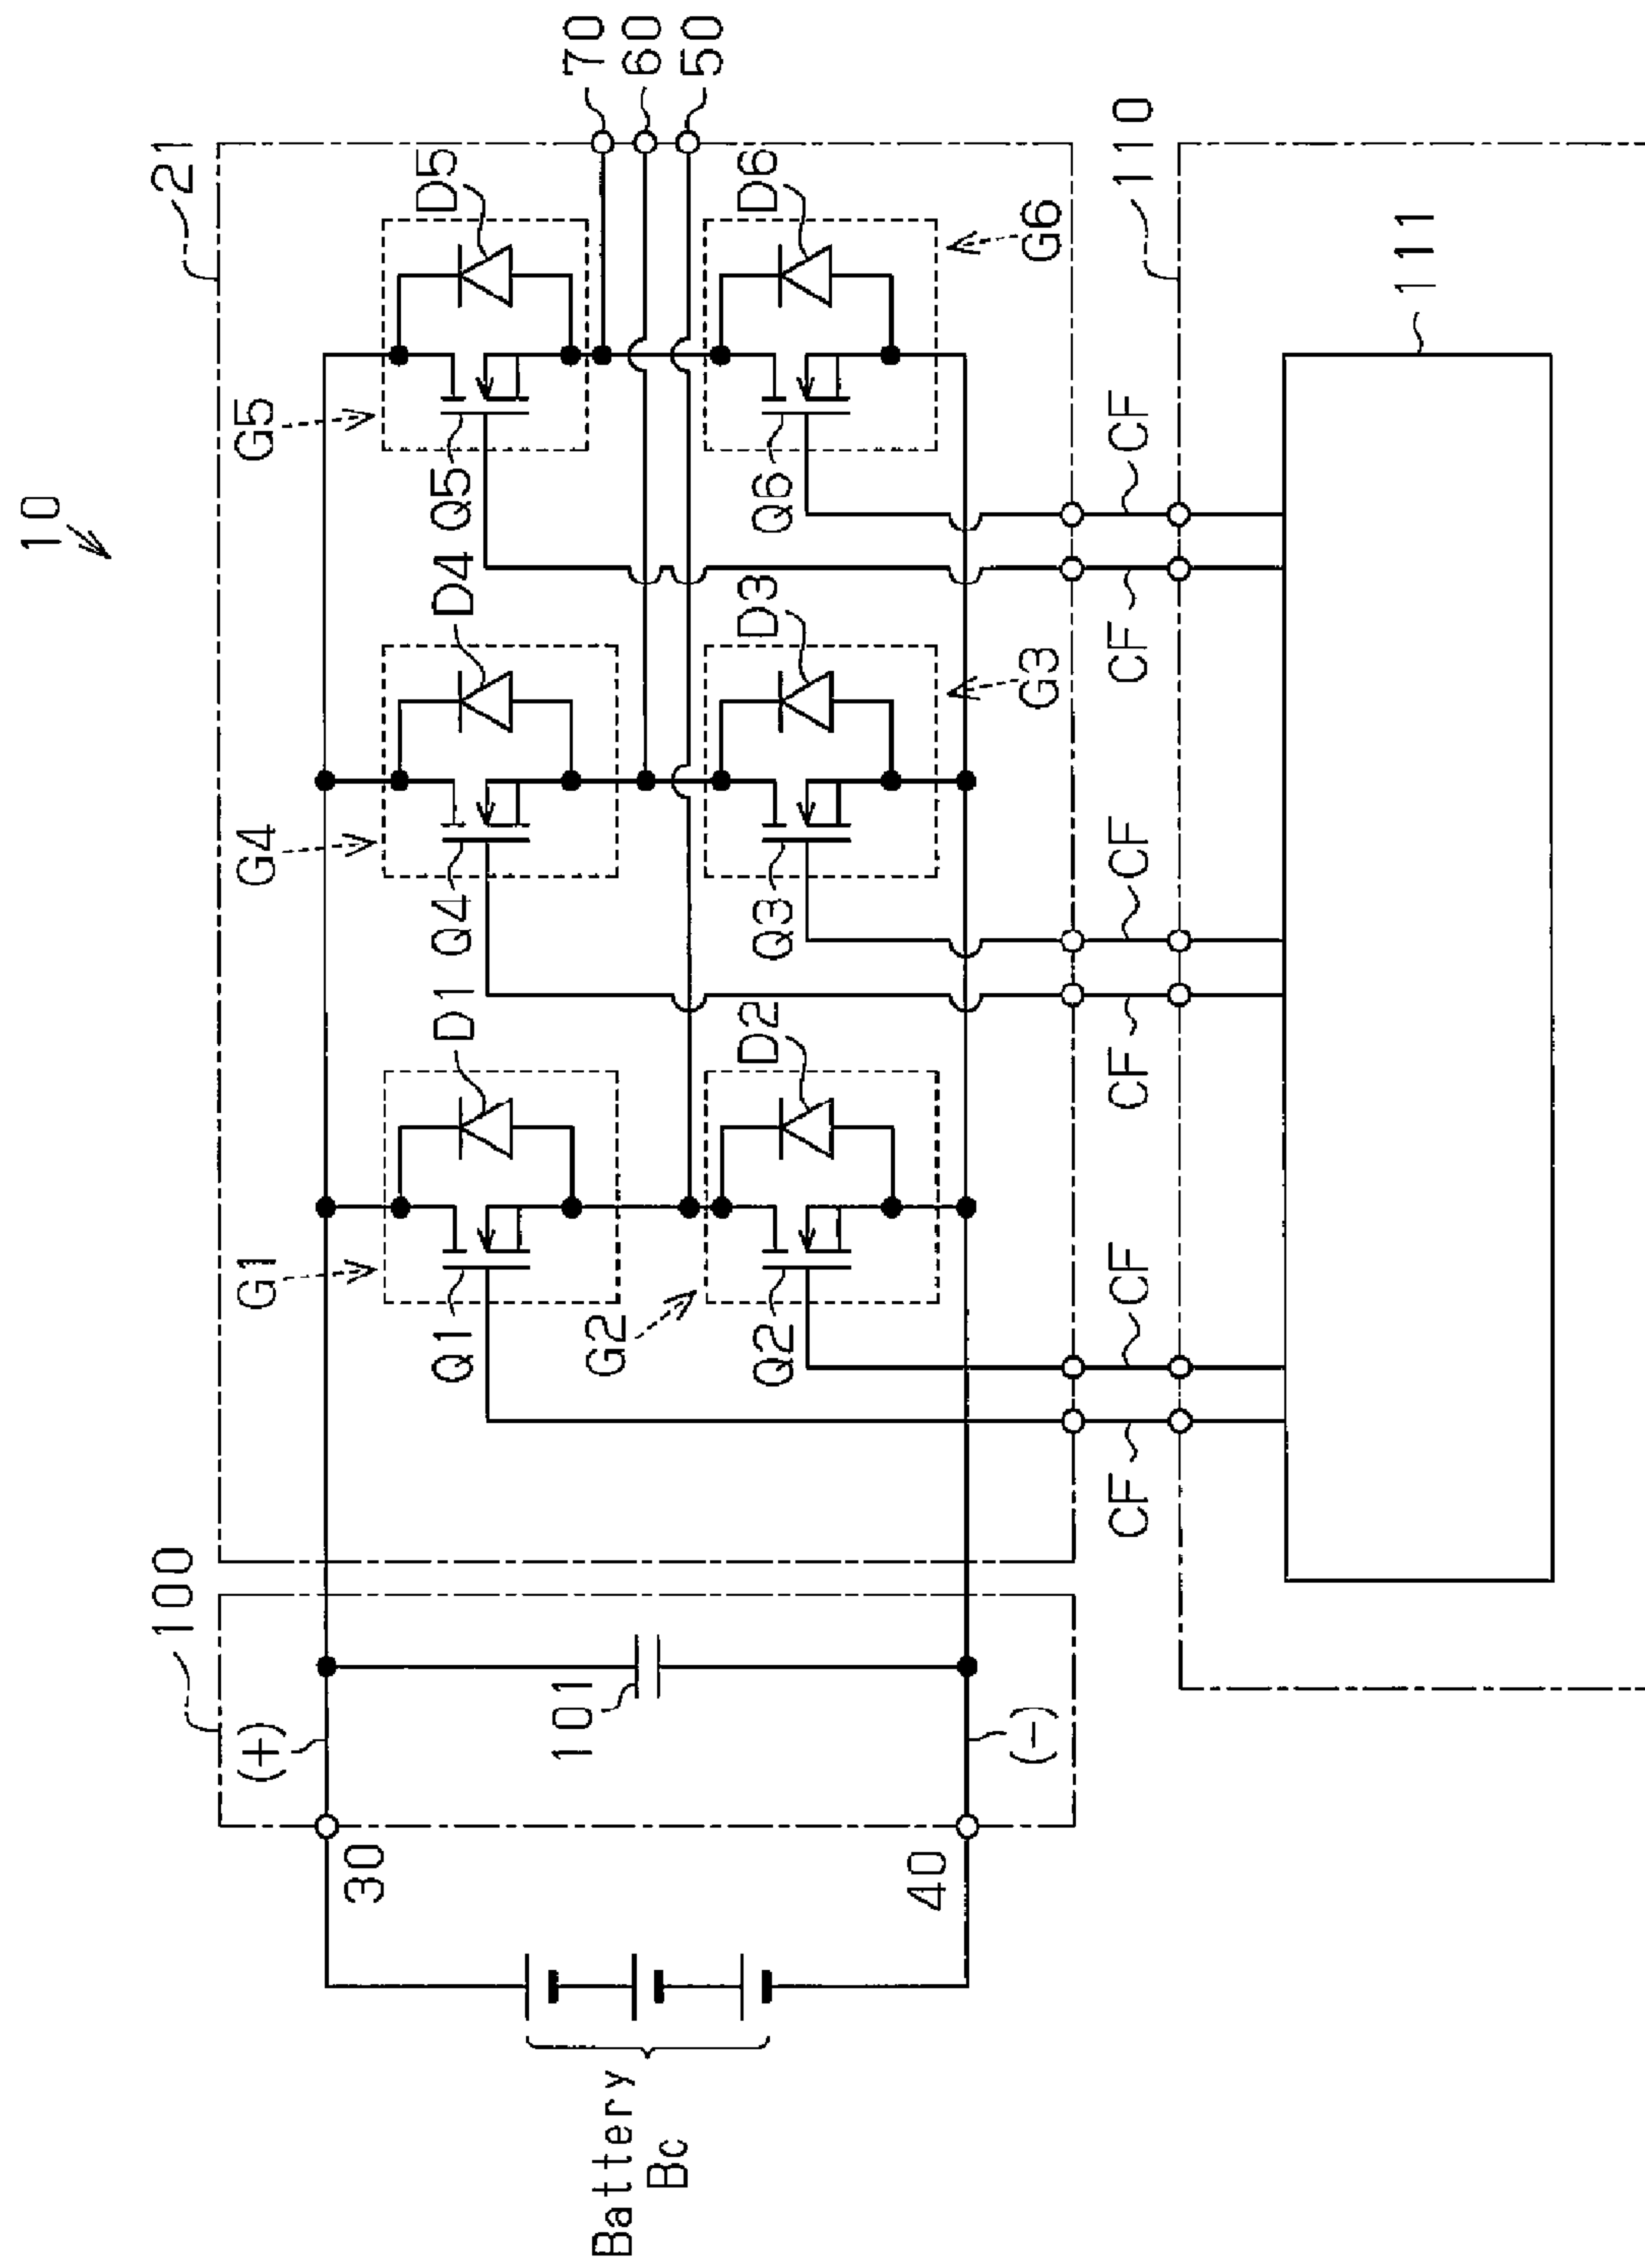 10
21
100
70
60
50
(+)
G1
G4
G5
D1
D4
D5
Q1
Q4
Q5
30
101
G2
D2
D3
D6
Q2
Q3
Q6
40
(-)
G3
G6
Battery
Bc
CF
CF
CF
CF
CF
CF
110
111